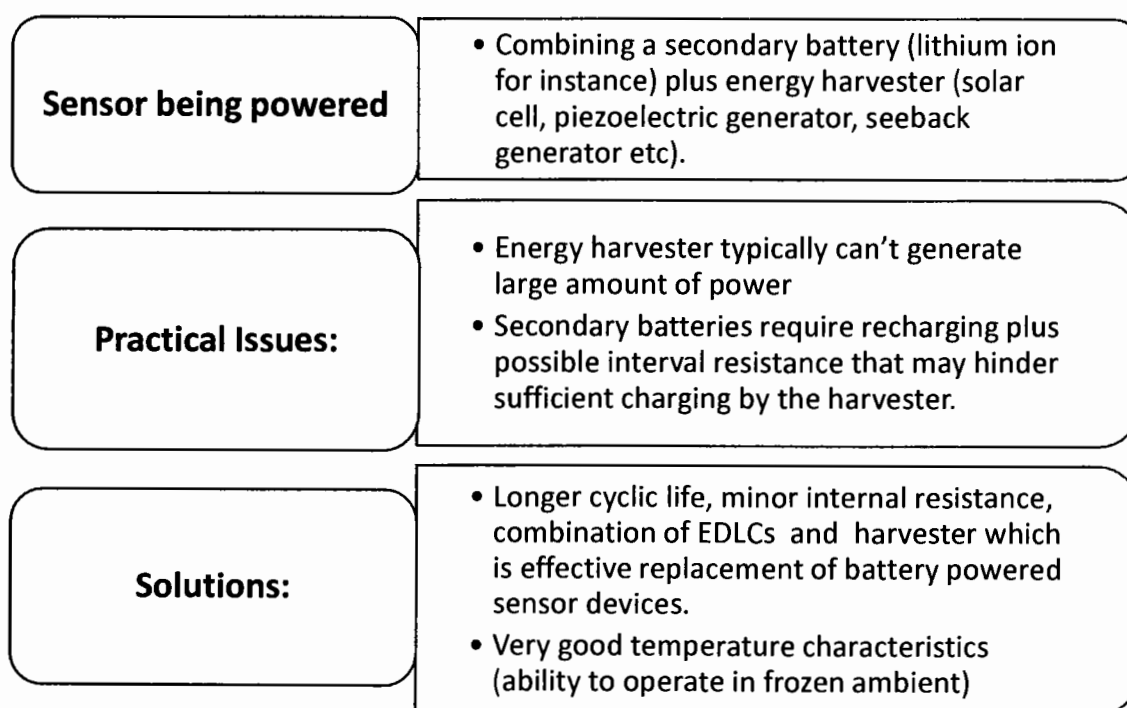 Sensor being powered
• Combining a secondary battery (lithium ion
for instance) plus energy harvester (solar
cell, piezoelectric generator, seeback
generator etc).
Practical Issues:
• Energy harvester typically can't generate
large amount of power
• Secondary batteries require recharging plus
possible interval resistance that may hinder
sufficient charging by the harvester.
Solutions:
• Longer cyclic life, minor internal resistance,
combination of EDLCs and harvester which
is effective replacement of battery powered
sensor devices.
• Very good temperature characteristics
(ability to operate in frozen ambient)